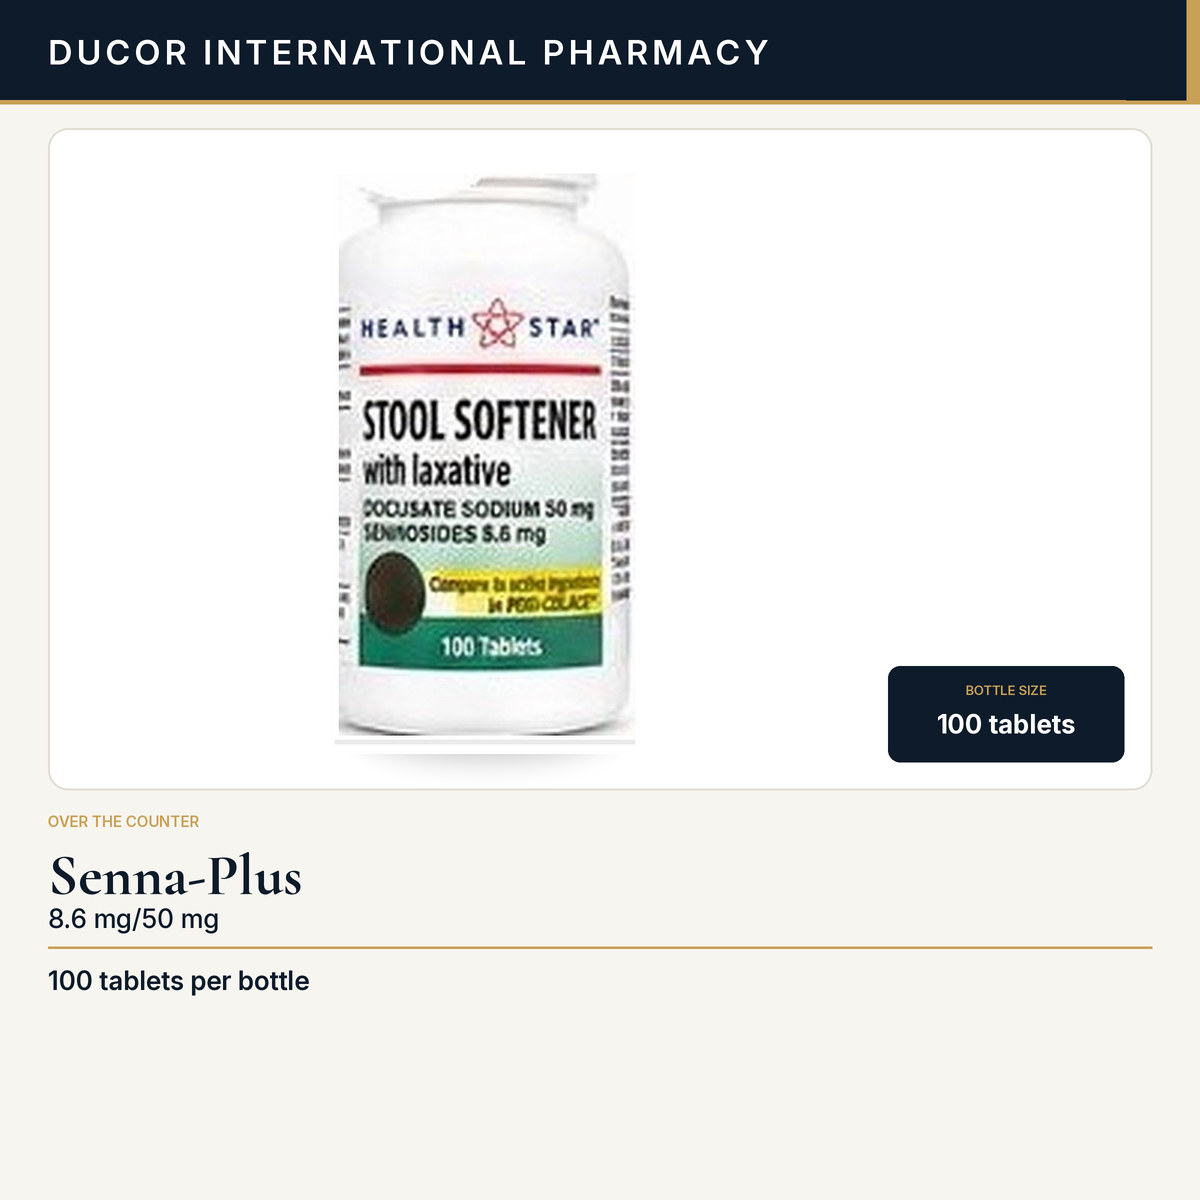 DUCOR INTERNATIONAL PHARMACY
HEALTH STAR
STOOL SOFTENER
with laxative
DOCUSATE SODIUM 50 mg
SENNOSIDES 8.6 mg
Compare to active ingredients
in PERI-COLACE
100 Tablets
BOTTLE SIZE
100 tablets
OVER THE COUNTER
Senna-Plus
8.6 mg/50 mg
100 tablets per bottle